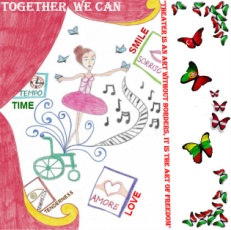 TOGETHER, WE CAN
SMILE
SORRISO
TEMPO
TIME
TENDERNESS
AMORE
LOVE
"THEATER IS AN ART WITHOUT BORDERS, IT IS THE ART OF FREEDOM"